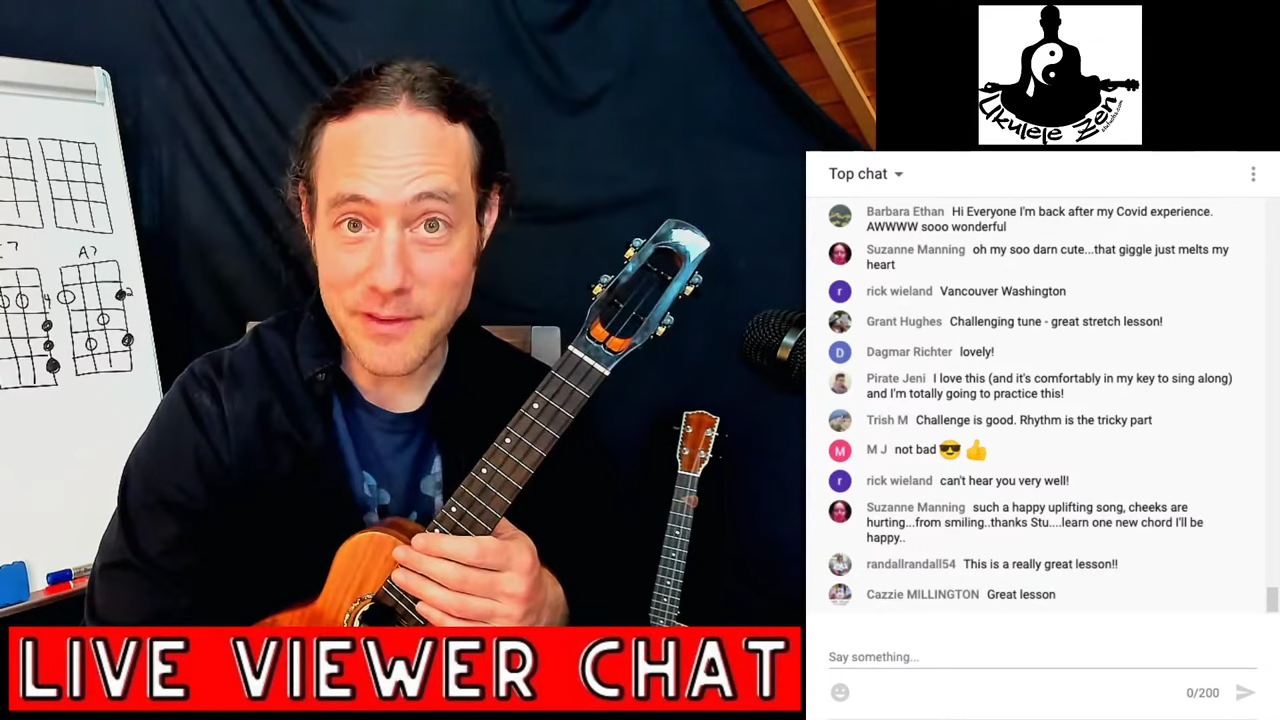 Ukulele Zen
Top chat
Barbara Ethan Hi Everyone I'm back after my Covid experience.
AWWWW sooo wonderful
Suzanne Manning oh my soo darn cute...that giggle just melts my
heart
r rick wieland Vancouver Washington
Grant Hughes Challenging tune - great stretch lesson!
D Dagmar Richter lovely!
Pirate Jeni I love this (and it's comfortably in my key to sing along)
and I'm totally going to practice this!
Trish M Challenge is good. Rhythm is the tricky part
M M J not bad 😎 👍
r rick wieland can't hear you very well!
Suzanne Manning such a happy uplifting song, cheeks are
hurting...from smiling..thanks Stu....learn one new chord I'll be
happy..
randallrandall54 This is a really great lesson!!
Cazzie MILLINGTON Great lesson
Say something...
0/200
7 A7
4 2
LIVE VIEWER CHAT